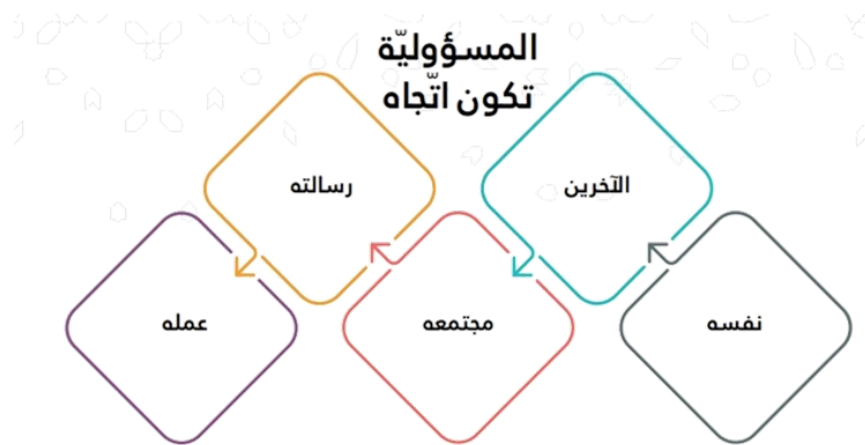 المسؤوليّة
تكون اتّجاه
نفسه
الآخرين
مجتمعه
رسالته
عمله